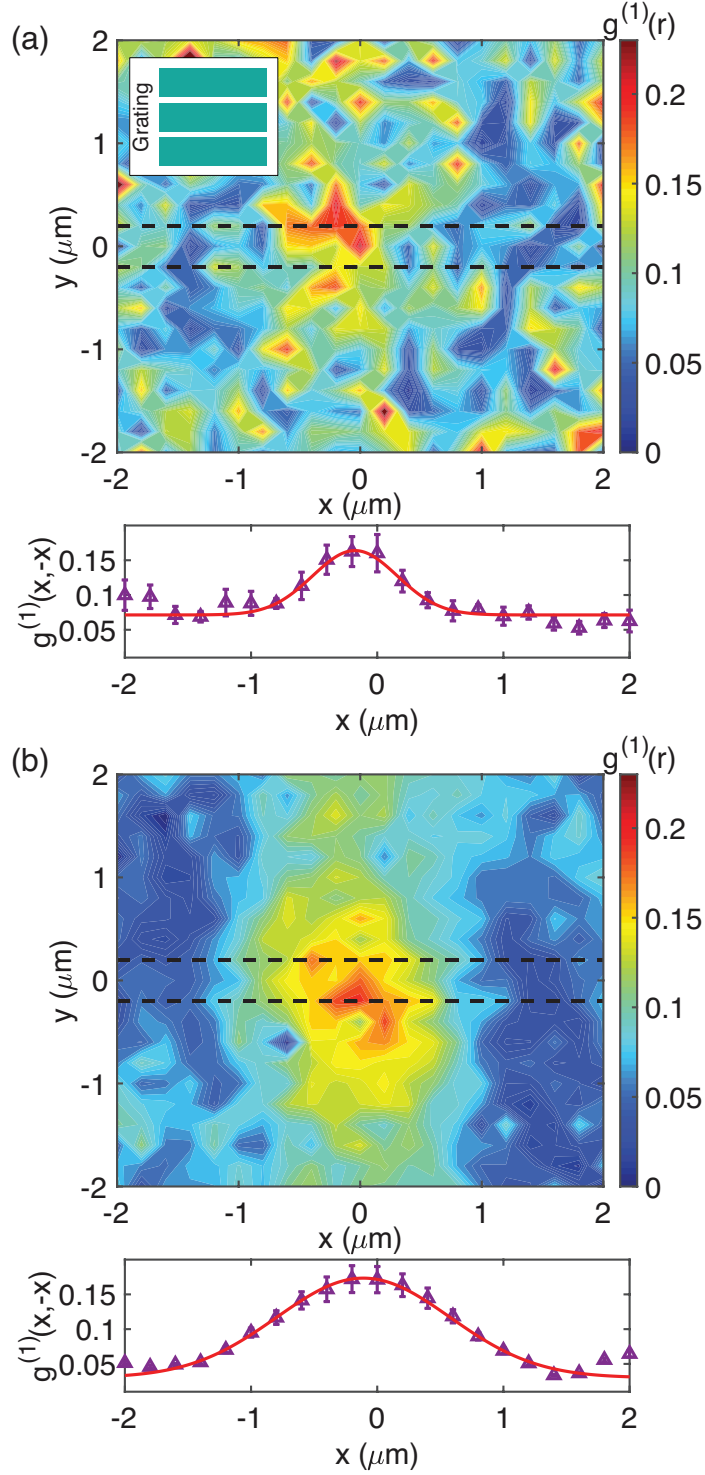 (a)
g⁽¹⁾(r)
Grating
2
1
0
-1
-2
y (μm)
-2 -1 0 1 2
x (μm)
0.2
0.15
0.1
0.05
0
0.15
0.1
0.05
g⁽¹⁾(x,-x)
-2 -1 0 1 2
x (μm)
(b)
g⁽¹⁾(r)
2
1
0
-1
-2
y (μm)
-2 -1 0 1 2
x (μm)
0.2
0.15
0.1
0.05
0
0.15
0.1
0.05
g⁽¹⁾(x,-x)
-2 -1 0 1 2
x (μm)